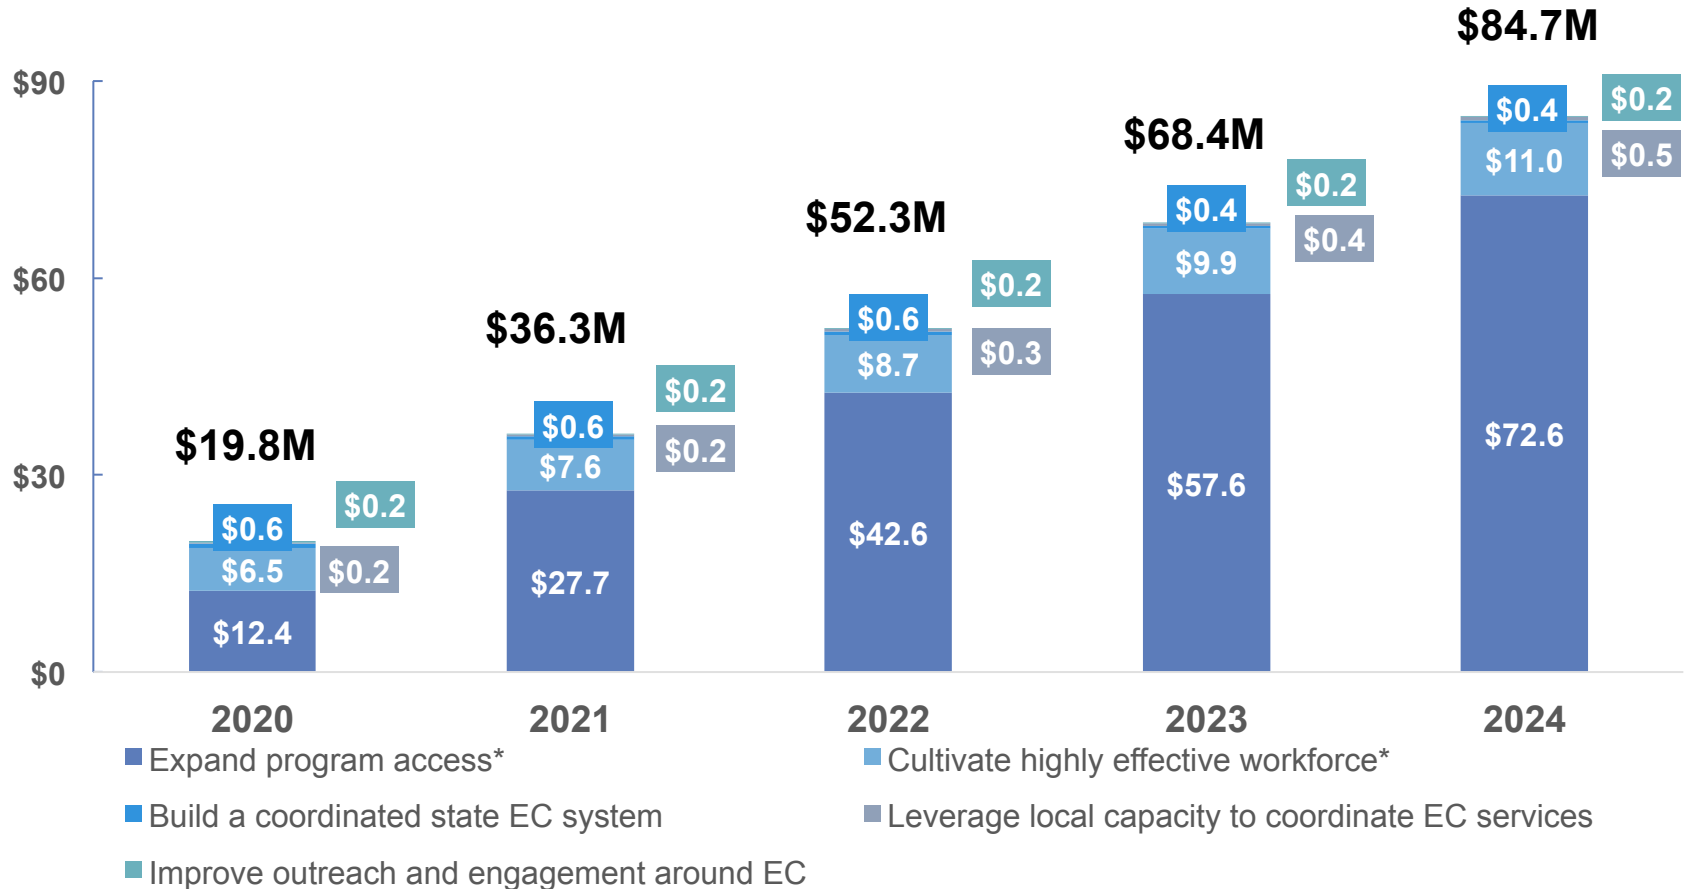 $84.7M
$90
$0.4
$0.2
$68.4M
$11.0
$0.5
$0.2
$0.4
$52.3M
$0.4
$9.9
$60
$0.2
$0.6
$36.3M
$0.3
$8.7
$0.2
$0.6
$72.6
$19.8M
$0.2
$7.6
$30
$57.6
$0.2
$0.6
$42.6
$6.5
$0.2
$27.7
$12.4
$0
2020 2021 2022 2023 2024
Expand program access*
Cultivate highly effective workforce*
Build a coordinated state EC system
Leverage local capacity to coordinate EC services
Improve outreach and engagement around EC